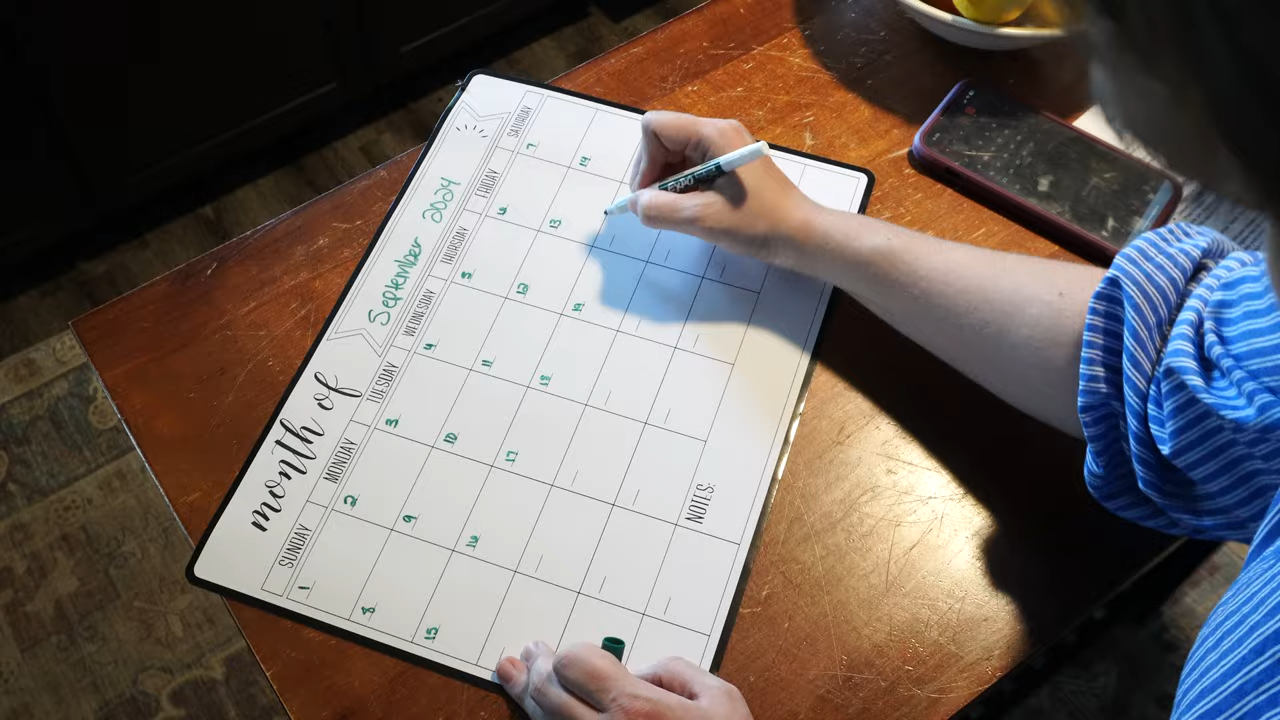 month of September 2024
SUNDAY MONDAY TUESDAY WEDNESDAY THURSDAY FRIDAY SATURDAY
1 2 3 4 5 6 7
8 9 10 11 12 13 14
15 16 17 18 19
NOTES: